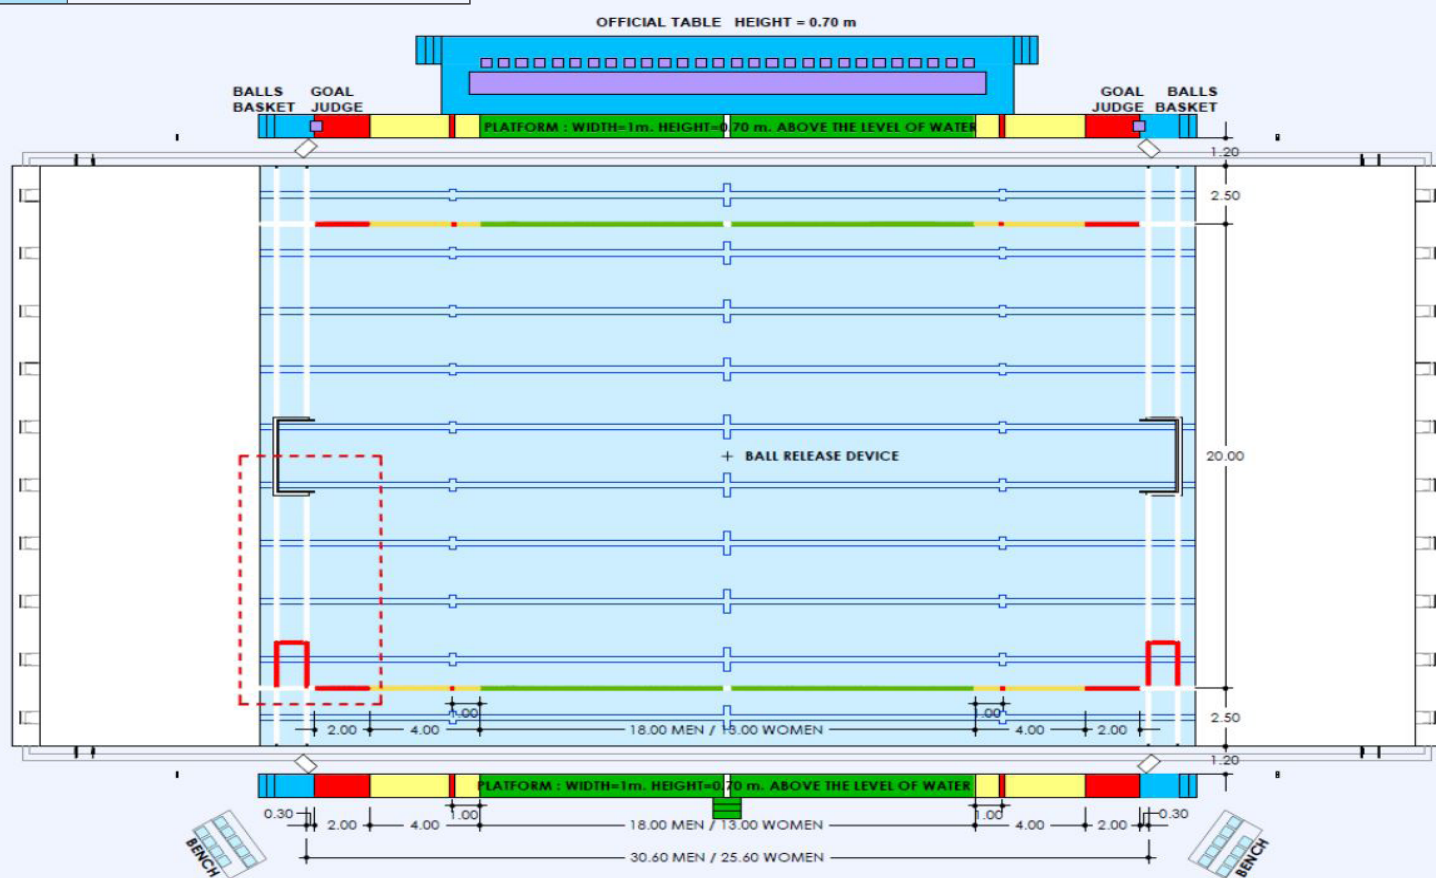 OFFICIAL TABLE HEIGHT = 0.70 m
BALLS BASKET
GOAL JUDGE
GOAL JUDGE
BALLS BASKET
PLATFORM : WIDTH=1m. HEIGHT=0.70 m. ABOVE THE LEVEL OF WATER
1.20
2.50
BALL RELEASE DEVICE
20.00
1.00
1.00
2.50
2.00
4.00
18.00 MEN / 13.00 WOMEN
4.00
2.00
1.20
PLATFORM : WIDTH=1m. HEIGHT=0.70 m. ABOVE THE LEVEL OF WATER
0.30
1.00
1.00
0.30
2.00
4.00
18.00 MEN / 13.00 WOMEN
4.00
2.00
BENCH
30.60 MEN / 25.60 WOMEN
BENCH